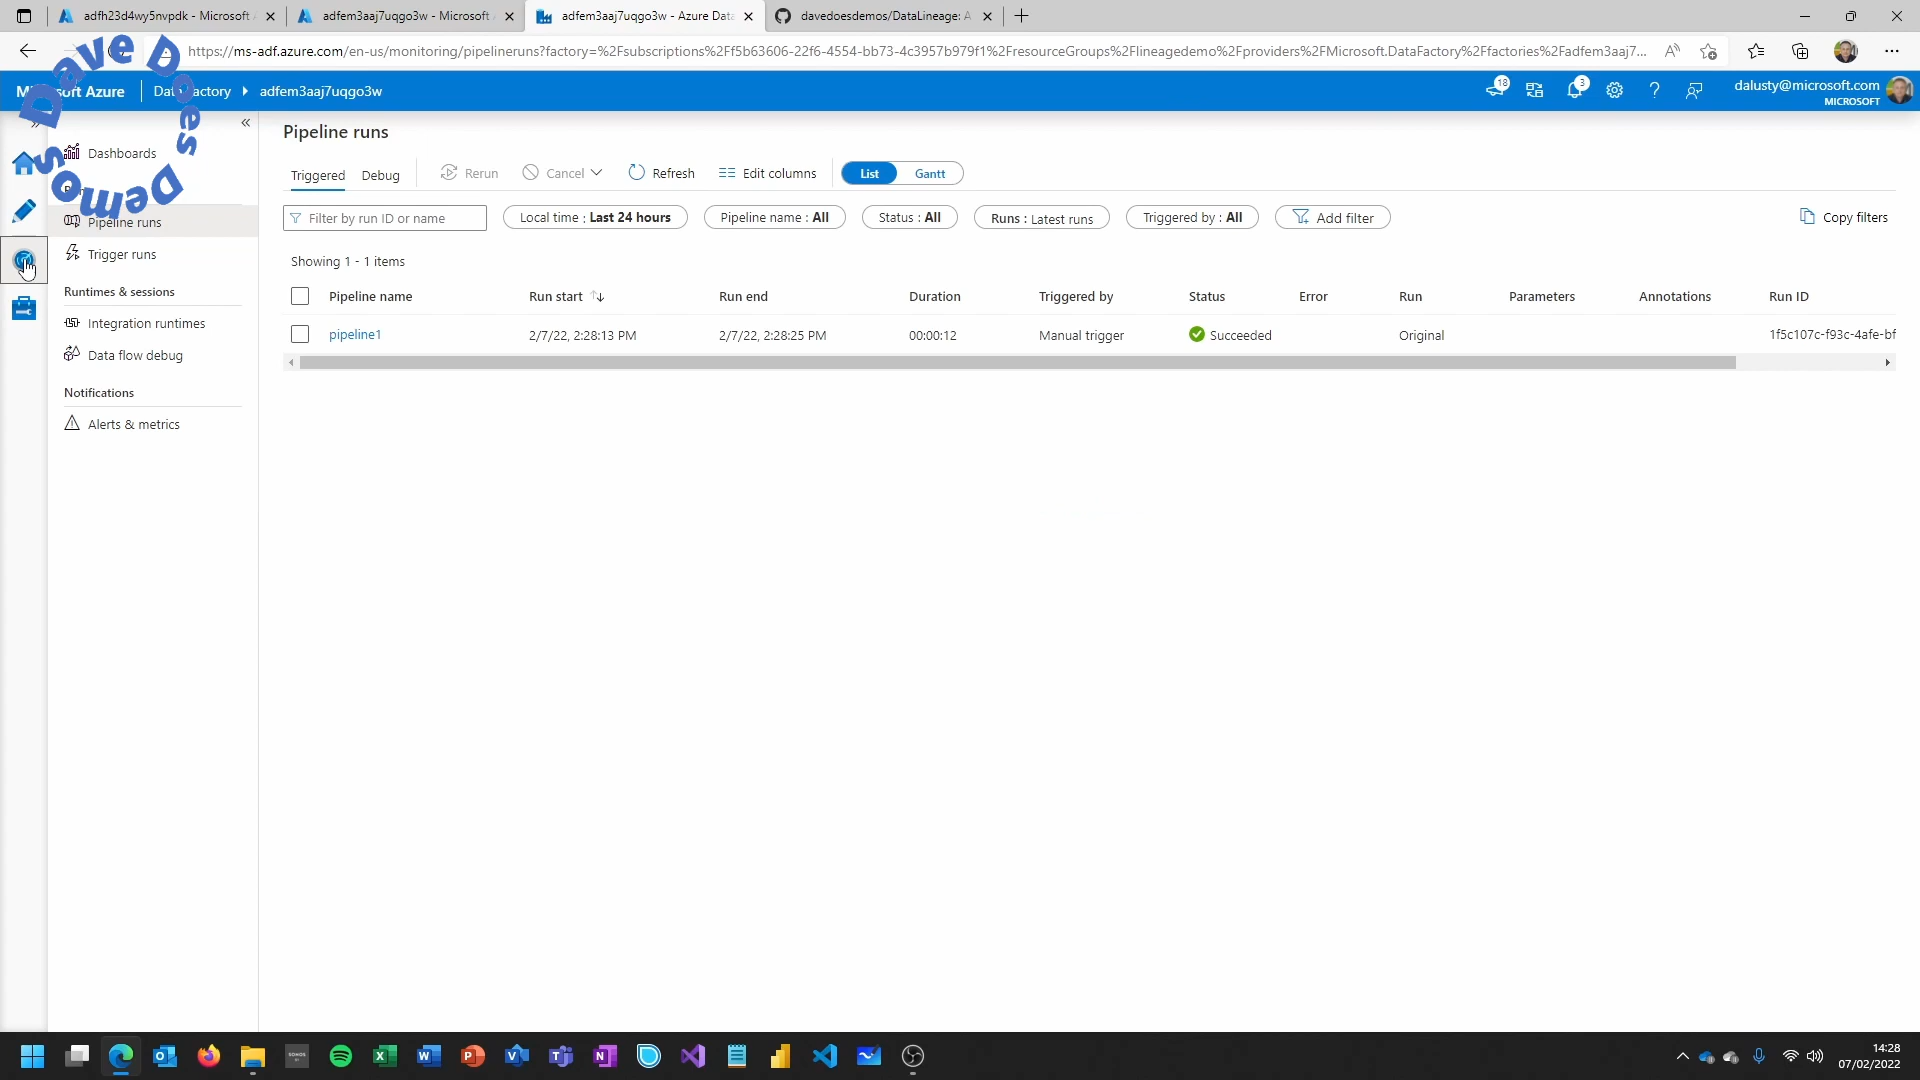 adfh23d4wy5nvpdk - Microsoft A
adfem3aaj7uqgo3w - Microsoft
adfem3aaj7uqgo3w - Azure Data
davedoesdemos/DataLineage: A
https://ms-adf.azure.com/en-us/monitoring/pipelineruns?factory=%2Fsubscriptions%2Ff5b63606-22f6-4554-bb73-4c3957b979f1%2FresourceGroups%2Flineagedemo%2Fproviders%2FMicrosoft.DataFactory%2Ffactories%2Fadfem3aaj7...
Dave Does Demos
Microsoft Azure
Data Factory
adfem3aaj7uqgo3w
18
3
dalusty@microsoft.com
MICROSOFT
Dashboards
Pipeline runs
Trigger runs
Runtimes & sessions
Integration runtimes
Data flow debug
Notifications
Alerts & metrics
Pipeline runs
Triggered Debug Rerun Cancel Refresh Edit columns List Gantt
Filter by run ID or name Local time : Last 24 hours Pipeline name : All Status : All Runs : Latest runs Triggered by : All Add filter Copy filters
Showing 1 - 1 items
Pipeline name Run start Run end Duration Triggered by Status Error Run Parameters Annotations Run ID
pipeline1 2/7/22, 2:28:13 PM 2/7/22, 2:28:25 PM 00:00:12 Manual trigger Succeeded Original 1f5c107c-f93c-4afe-bf
SONOS
14:28
07/02/2022